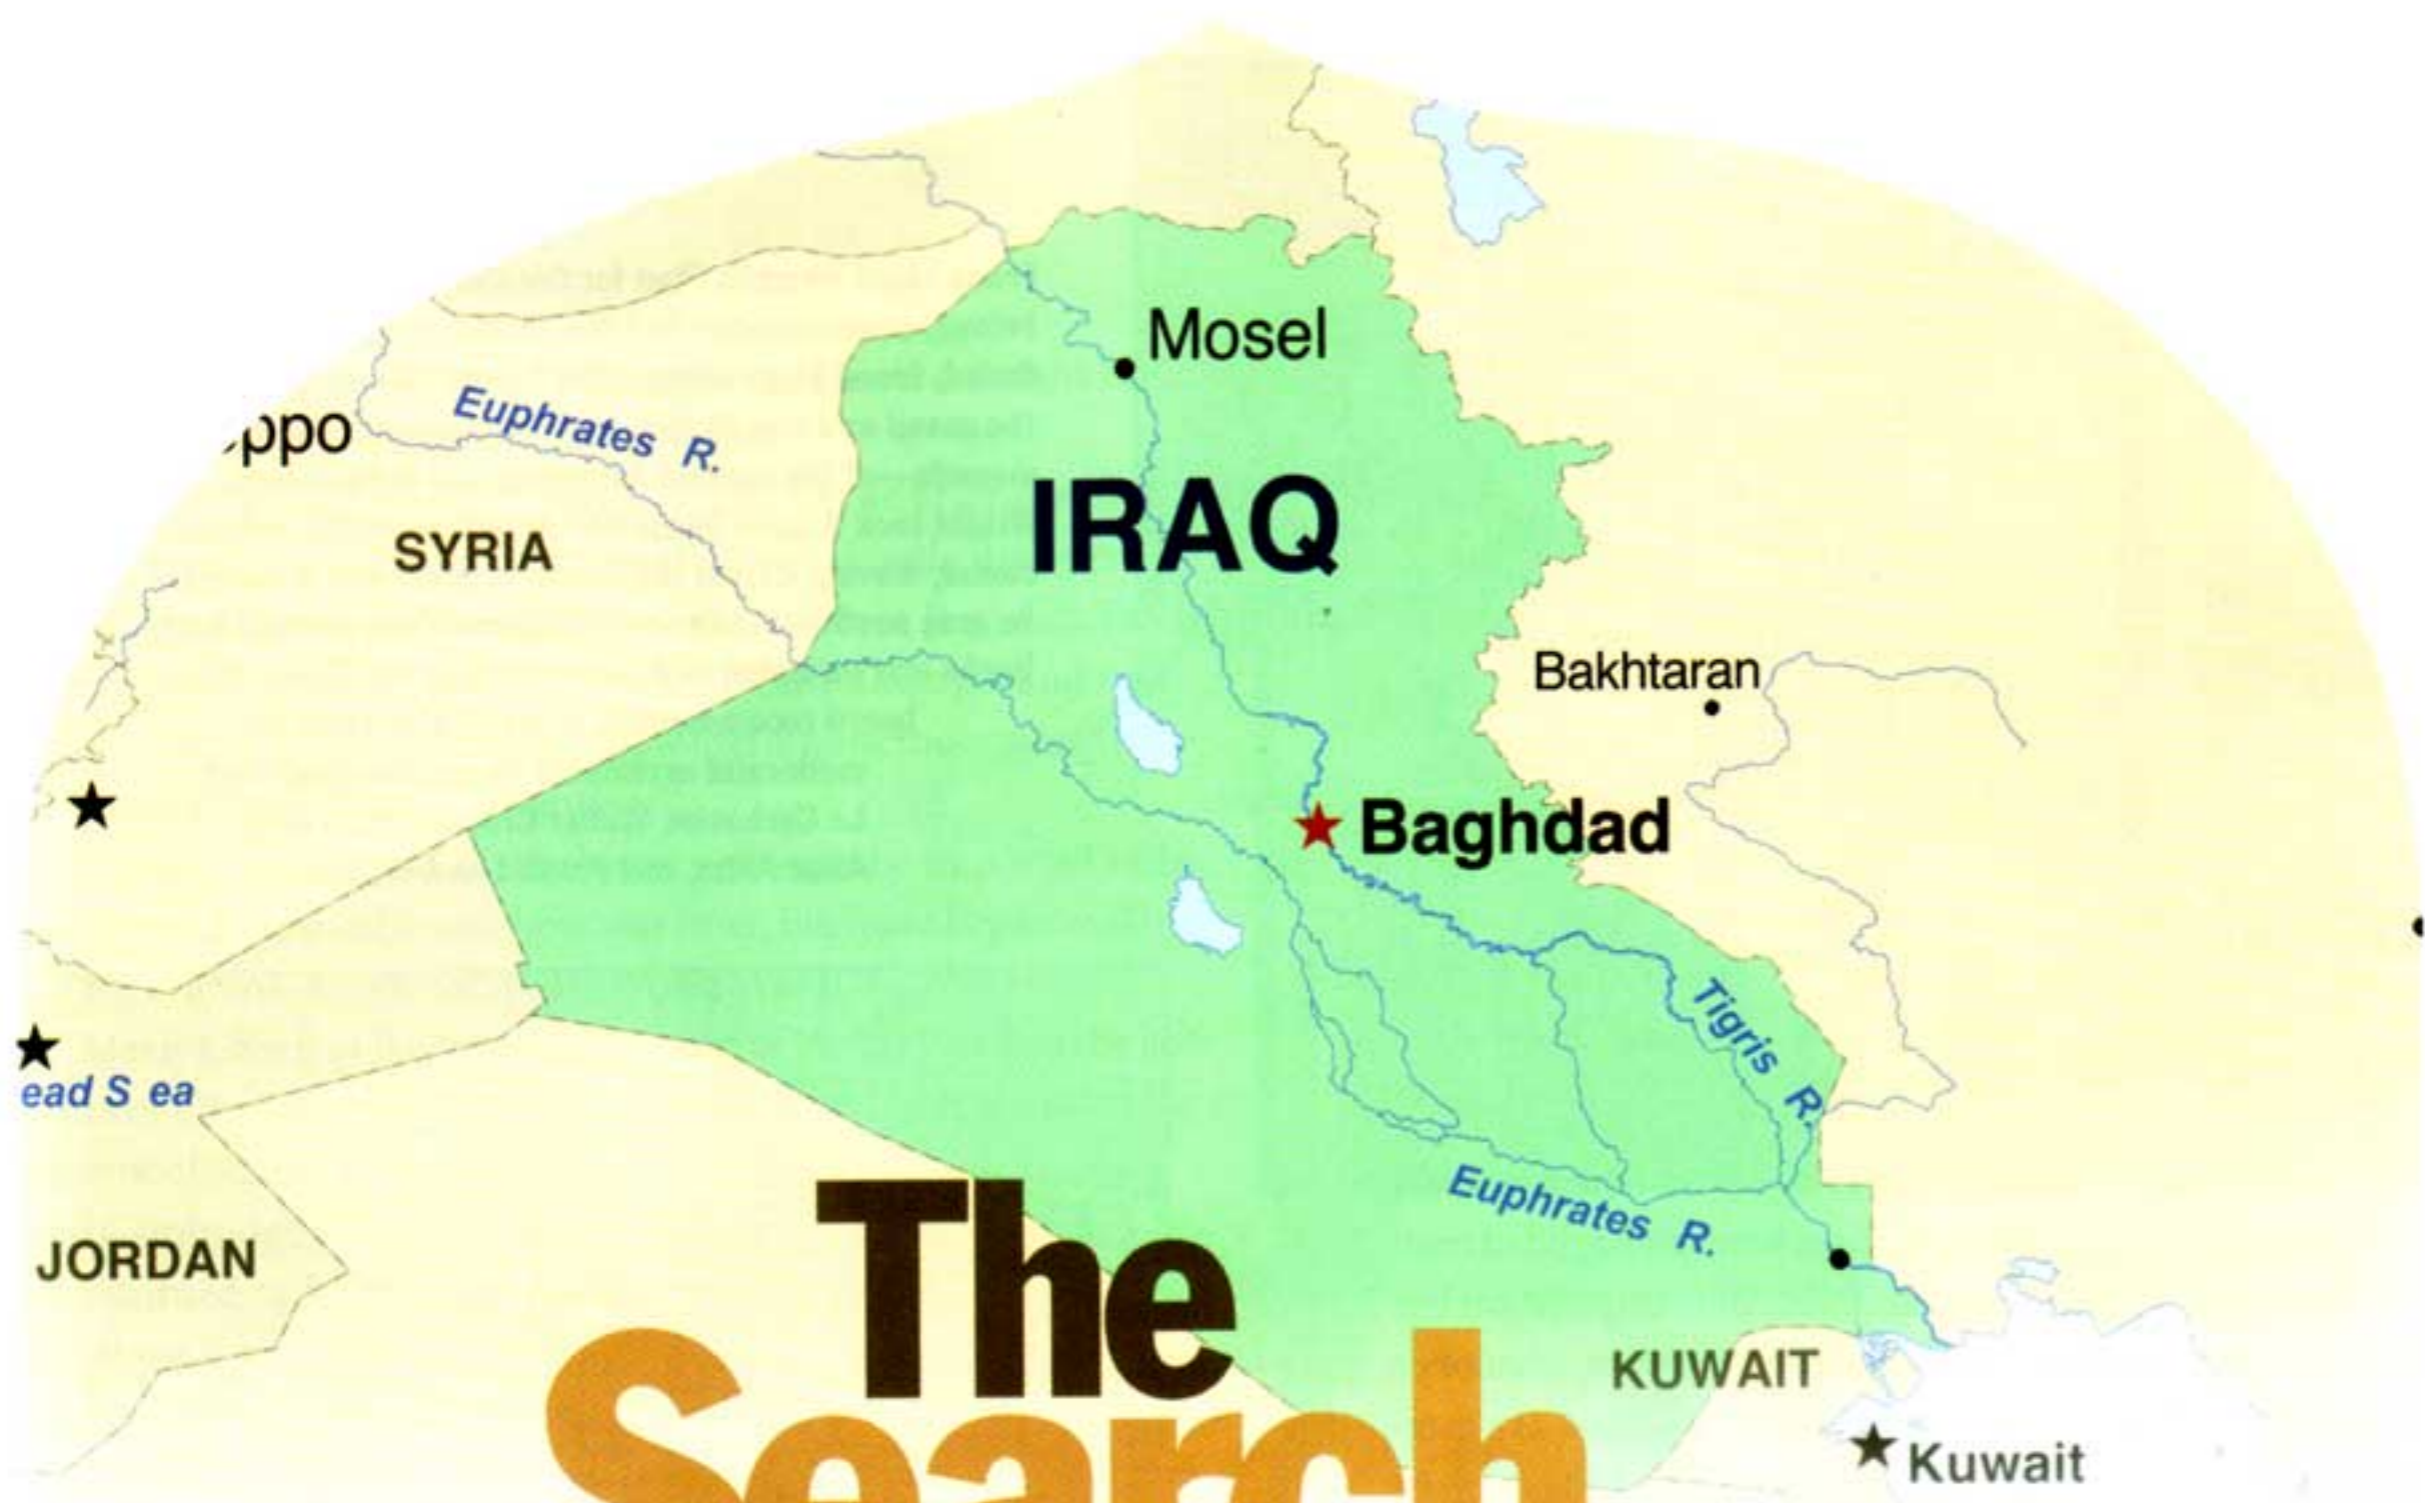 Mosel
Euphrates R.
ppo
IRAQ
SYRIA
Bakhtaran
Baghdad
Tigris R.
ead S ea
Euphrates R.
JORDAN
The
Search
KUWAIT
Kuwait